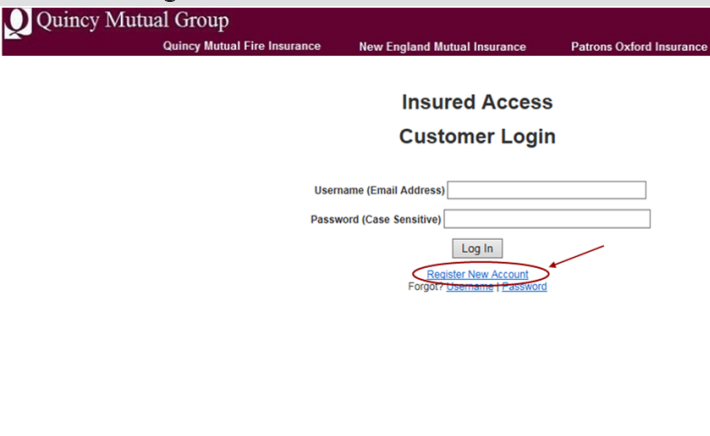 Quincy Mutual Group
Quincy Mutual Fire Insurance New England Mutual Insurance Patrons Oxford Insurance
Insured Access
Customer Login
Username (Email Address)
Password (Case Sensitive)
Log In
Register New Account
Forgot? Username | Password